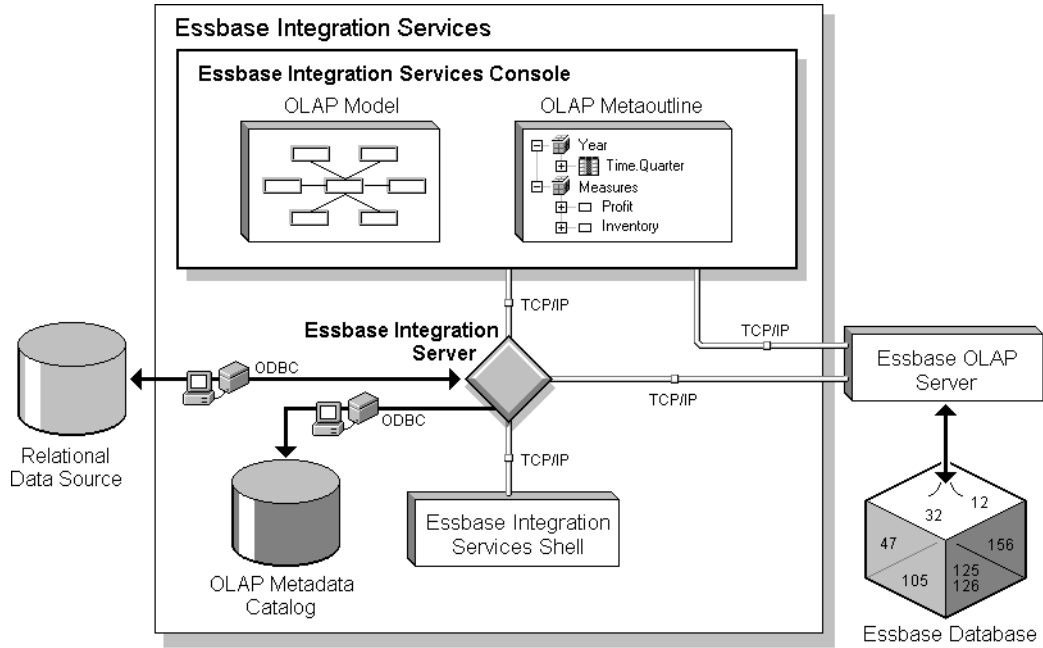 Essbase Integration Services
Essbase Integration Services Console
OLAP Model
OLAP Metaoutline
Year
Time.Quarter
Measures
Profit
Inventory
TCP/IP
TCP/IP
Essbase Integration
Server
ODBC
ODBC
TCP/IP
TCP/IP
Essbase OLAP
Server
Relational
Data Source
OLAP Metadata
Catalog
Essbase Integration
Services Shell
32
12
47
105
156
125
126
Essbase Database